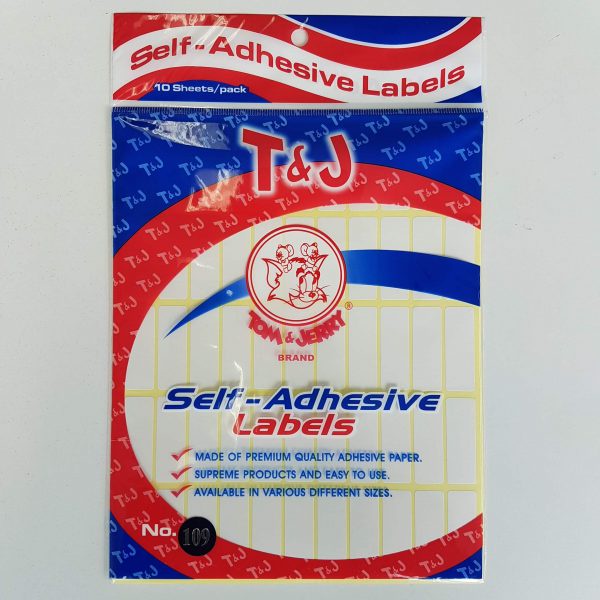 Self-Adhesive Labels
10 Sheets/pack
T&J
TOM & JERRY®
BRAND
Self-Adhesive
Labels
MADE OF PREMIUM QUALITY ADHESIVE PAPER.
SUPREME PRODUCTS AND EASY TO USE.
AVAILABLE IN VARIOUS DIFFERENT SIZES.
No. 109